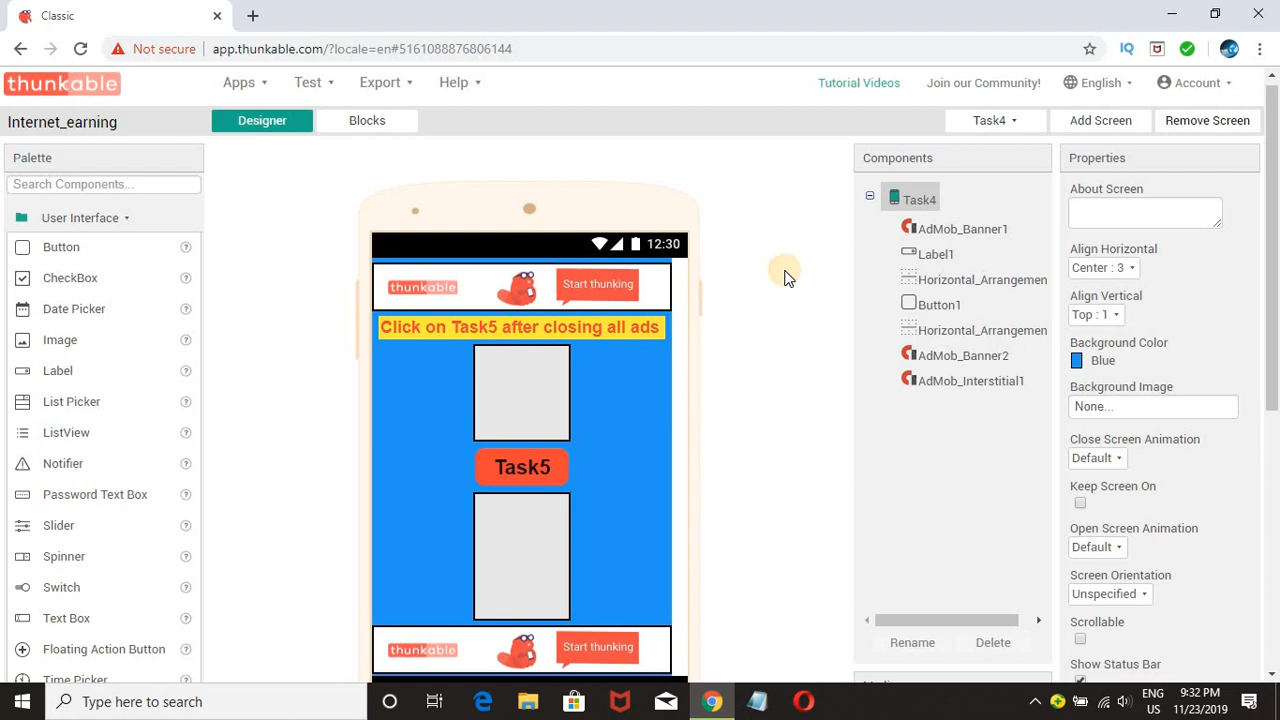 Classic
Not secure
app.thunkable.com/?locale=en#5161088876806144
thunkable
Apps
Test
Export
Help
Tutorial Videos
Join our Community!
English
Account
Internet_earning
Designer
Blocks
Task4
Add Screen
Remove Screen
Palette
Search Components...
User Interface
Button
CheckBox
Date Picker
Image
Label
List Picker
ListView
Notifier
Password Text Box
Slider
Spinner
Switch
Text Box
Floating Action Button
Time Picker
12:30
thunkable
Start thunking
Click on Task5 after closing all ads
Task5
thunkable
Start thunking
Components
Task4
AdMob_Banner1
Label1
Horizontal_Arrangemen
Button1
Horizontal_Arrangemen
AdMob_Banner2
AdMob_Interstitial1
Rename
Delete
Properties
About Screen
Align Horizontal
Center : 3
Align Vertical
Top : 1
Background Color
Blue
Background Image
None...
Close Screen Animation
Default
Keep Screen On
Open Screen Animation
Default
Screen Orientation
Unspecified
Scrollable
Show Status Bar
Type here to search
ENG
US
9:32 PM
11/23/2019